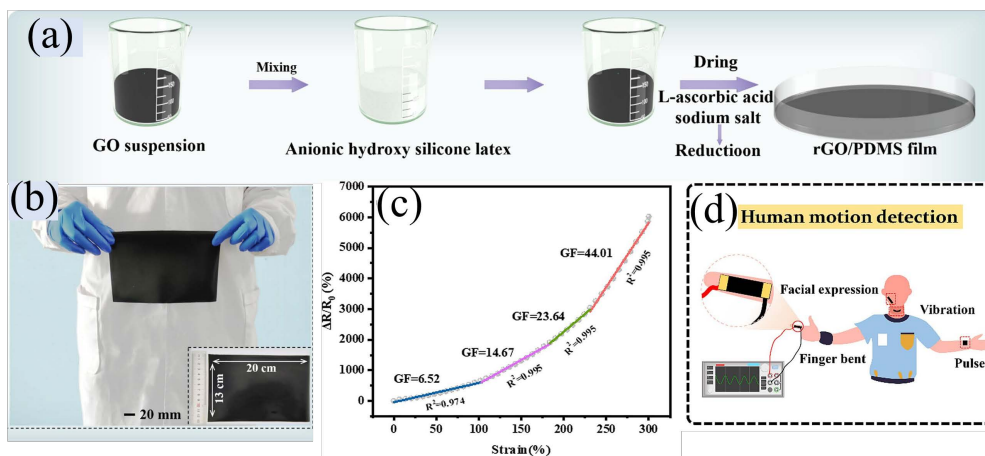 (a)
Mixing
Dring
L-ascorbic acid
sodium salt
Reductioon
GO suspension
Anionic hydroxy silicone latex
rGO/PDMS film
(b)
20 cm
13 cm
20 mm
(c)
ΔR/R0 (%)
7000
6000
5000
4000
3000
2000
1000
0
GF=6.52
R2=0.974
GF=14.67
R2=0.995
GF=23.64
R2=0.995
GF=44.01
R2=0.995
0 50 100 150 200 250 300
Strain(%)
(d)
Human motion detection
Facial expression
Vibration
Finger bent
Pulse